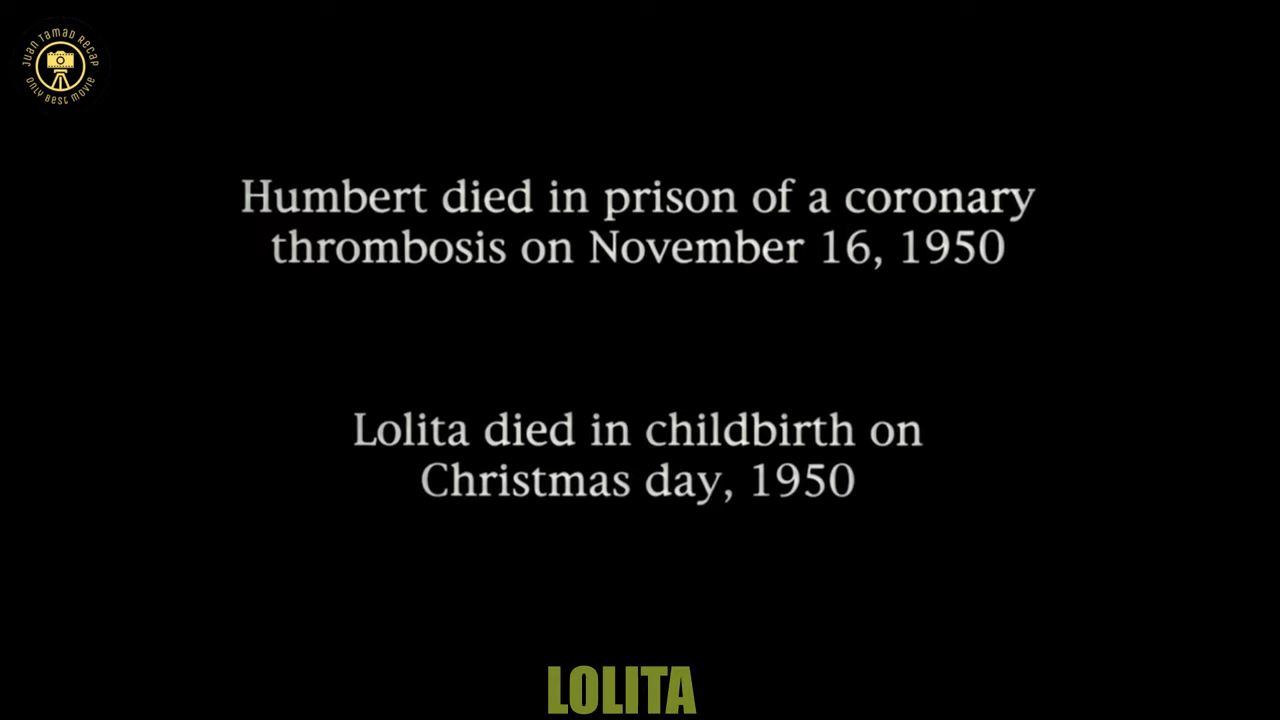 Juan Tamad Recap
Only Best Movie
Humbert died in prison of a coronary
thrombosis on November 16, 1950
Lolita died in childbirth on
Christmas day, 1950
LOLITA